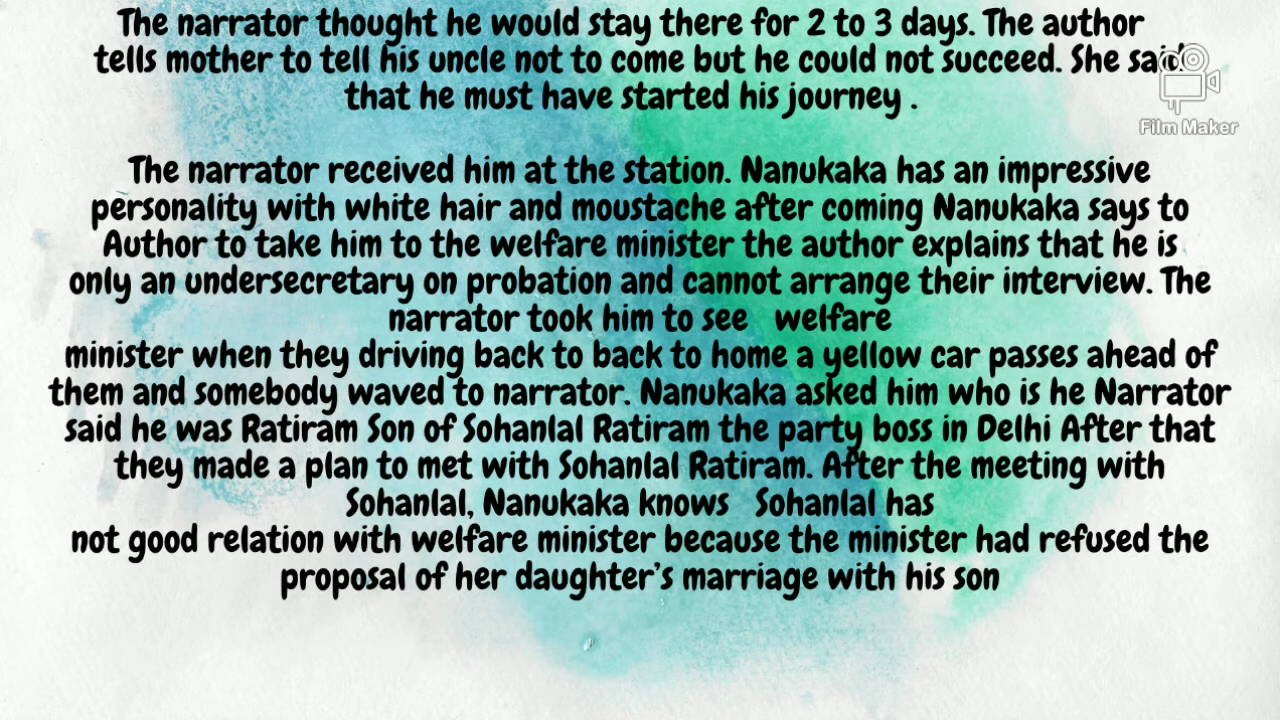 The narrator thought he would stay there for 2 to 3 days. The author
tells mother to tell his uncle not to come but he could not succeed. She said
that he must have started his journey .
Film Maker
The narrator received him at the station. Nanukaka has an impressive
personality with white hair and moustache after coming Nanukaka says to
Author to take him to the welfare minister the author explains that he is
only an undersecretary on probation and cannot arrange their interview. The
narrator took him to see welfare
minister when they driving back to back to home a yellow car passes ahead of
them and somebody waved to narrator. Nanukaka asked him who is he Narrator
said he was Ratiram Son of Sohanlal Ratiram the party boss in Delhi After that
they made a plan to met with Sohanlal Ratiram. After the meeting with
Sohanlal, Nanukaka knows Sohanlal has
not good relation with welfare minister because the minister had refused the
proposal of her daughter's marriage with his son